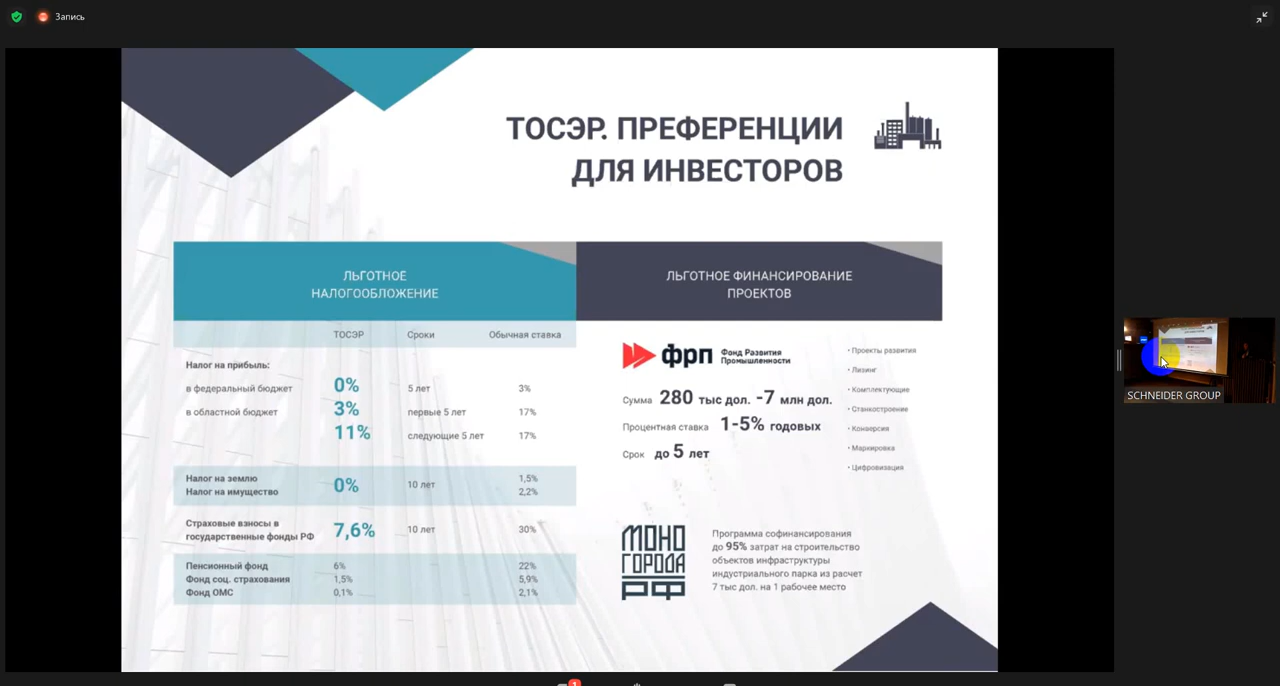 Запись
ТОСЭР. ПРЕФЕРЕНЦИИ
ДЛЯ ИНВЕСТОРОВ
ЛЬГОТНОЕ
НАЛОГООБЛОЖЕНИЕ
ТОСЭР Сроки Обычная ставка
Налог на прибыль:
в федеральный бюджет 0% 5 лет 3%
в областной бюджет 3% первые 5 лет 17%
11% следующие 5 лет 17%
Налог на землю 1,5%
0% 10 лет
Налог на имущество 2,2%
Страховые взносы в
государственные фонды РФ 7,6% 10 лет 30%
Пенсионный фонд 6% 22%
Фонд соц. страхования 1,5% 5,9%
Фонд ОМС 0,1% 2,1%
ЛЬГОТНОЕ ФИНАНСИРОВАНИЕ
ПРОЕКТОВ
фрп Фонд Развития
Промышленности
Сумма 280 тыс дол. -7 млн дол.
Процентная ставка 1-5% годовых
Срок до 5 лет
• Проекты развития
• Лизинг
• Комплектующие
• Станкостроение
• Конверсия
• Маркировка
• Цифровизация
МОНО
ГОРОДА
РФ
Программа софинансирования
до 95% затрат на строительство
объектов инфраструктуры
индустриального парка из расчет
7 тыс дол. на 1 рабочее место
SCHNEIDER GROUP
1